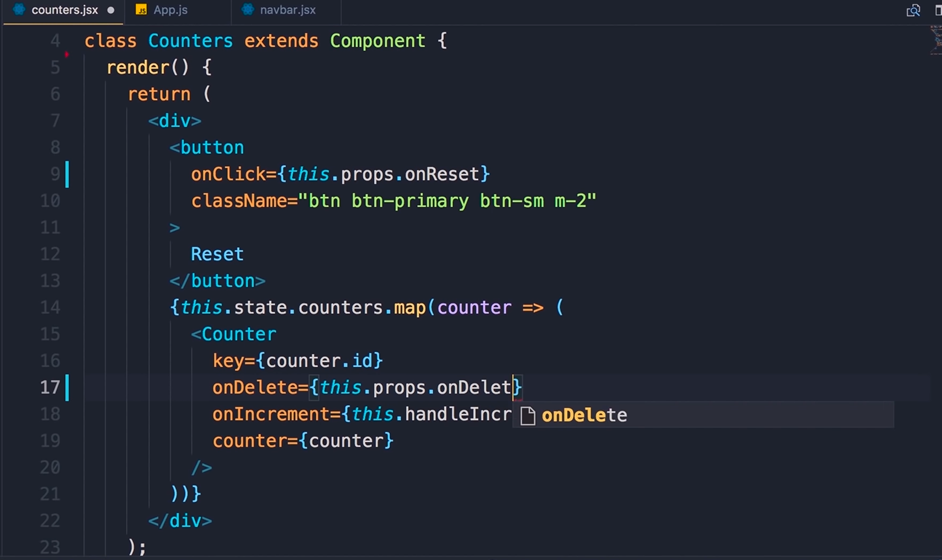 counters.jsx JS App.js navbar.jsx
4 class Counters extends Component {
5 render() {
6 return (
7 <div>
8 <button
9 onClick={this.props.onReset}
10 className="btn btn-primary btn-sm m-2"
11 >
12 Reset
13 </button>
14 {this.state.counters.map(counter => (
15 <Counter
16 key={counter.id}
17 onDelete={this.props.onDelet}
18 onIncrement={this.handleIncr onDelete
19 counter={counter}
20 />
21 ))}
22 </div>
23 );